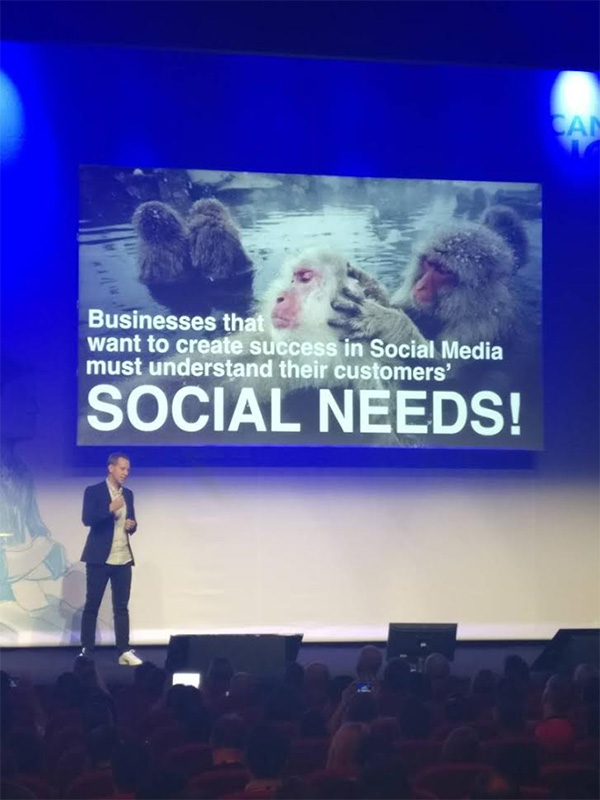 Businesses that
want to create success in Social Media
must understand their customers'
SOCIAL NEEDS!